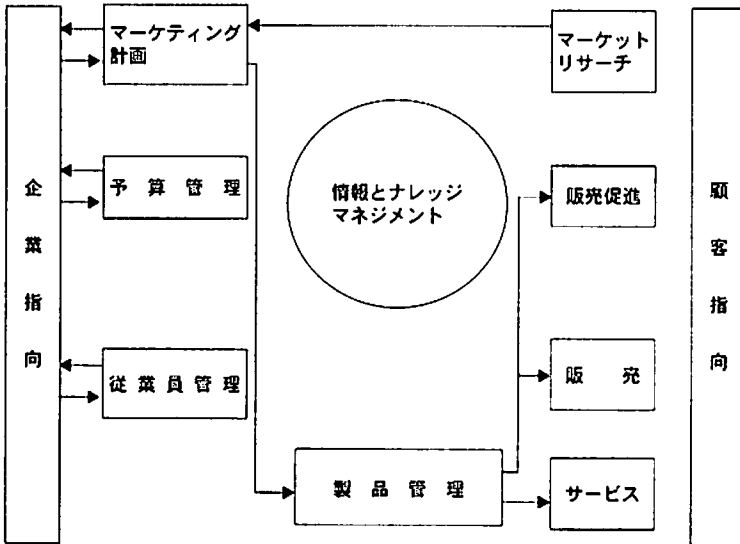 マーケティング
計画
マーケット
リサーチ
企業指向
予算管理
情報とナレッジ
マネジメント
販売促進
顧客指向
従業員管理
販売
製品管理
サービス